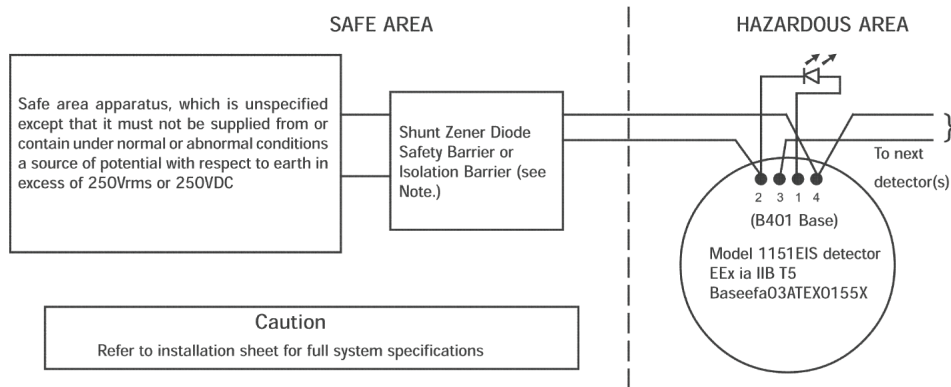 SAFE AREA
HAZARDOUS AREA
Safe area apparatus, which is unspecified
except that it must not be supplied from or
contain under normal or abnormal conditions
a source of potential with respect to earth in
excess of 250Vrms or 250VDC
Shunt Zener Diode
Safety Barrier or
Isolation Barrier (see
Note.)
To next
detector(s)
2 3 1 4
(B401 Base)
Model 1151EIS detector
EEx ia IIB T5
Baseefa03ATEX0155X
Caution
Refer to installation sheet for full system specifications